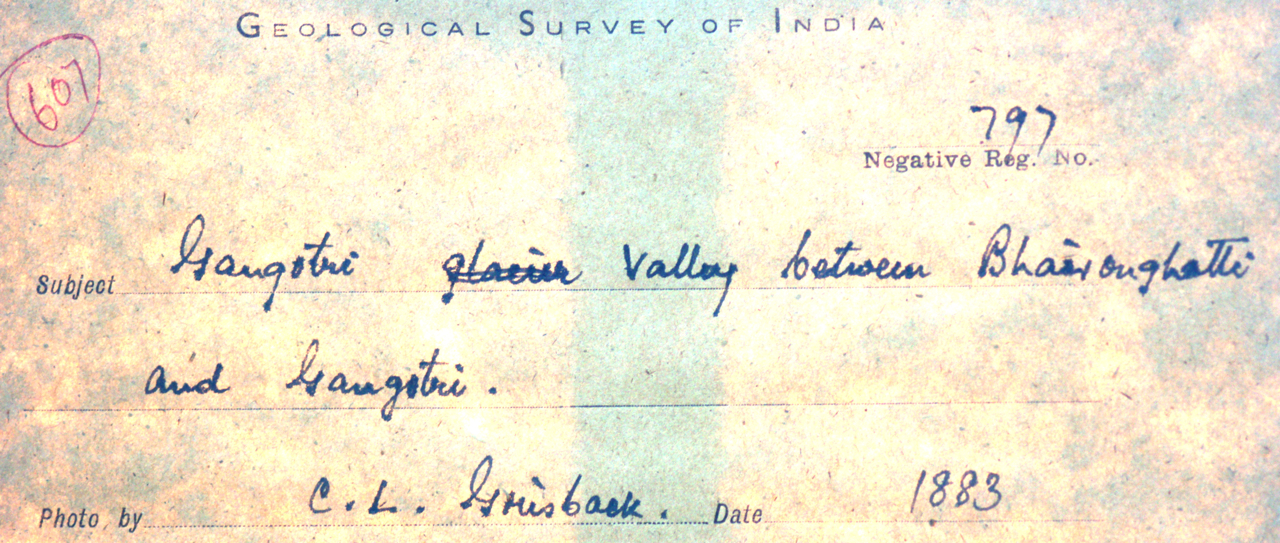 GEOLOGICAL SURVEY OF INDIA
607
797
Negative Reg. No.
Subject Gangotri glacier Valley between Bhaironghatti
and Gangotri.
Photo by C. L. Griesback. Date 1883